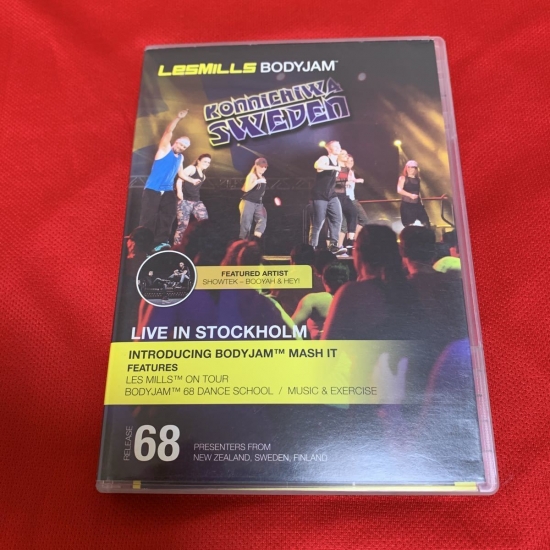 LESMILLS BODYJAM™
KONNICHIWA
SWEDEN
FEATURED ARTIST
SHOWTEK – BOOYAH & HEY!
LIVE IN STOCKHOLM
INTRODUCING BODYJAM™ MASH IT
FEATURES
LES MILLS™ ON TOUR
BODYJAM™ 68 DANCE SCHOOL / MUSIC & EXERCISE
RELEASE 68
PRESENTERS FROM
NEW ZEALAND, SWEDEN, FINLAND